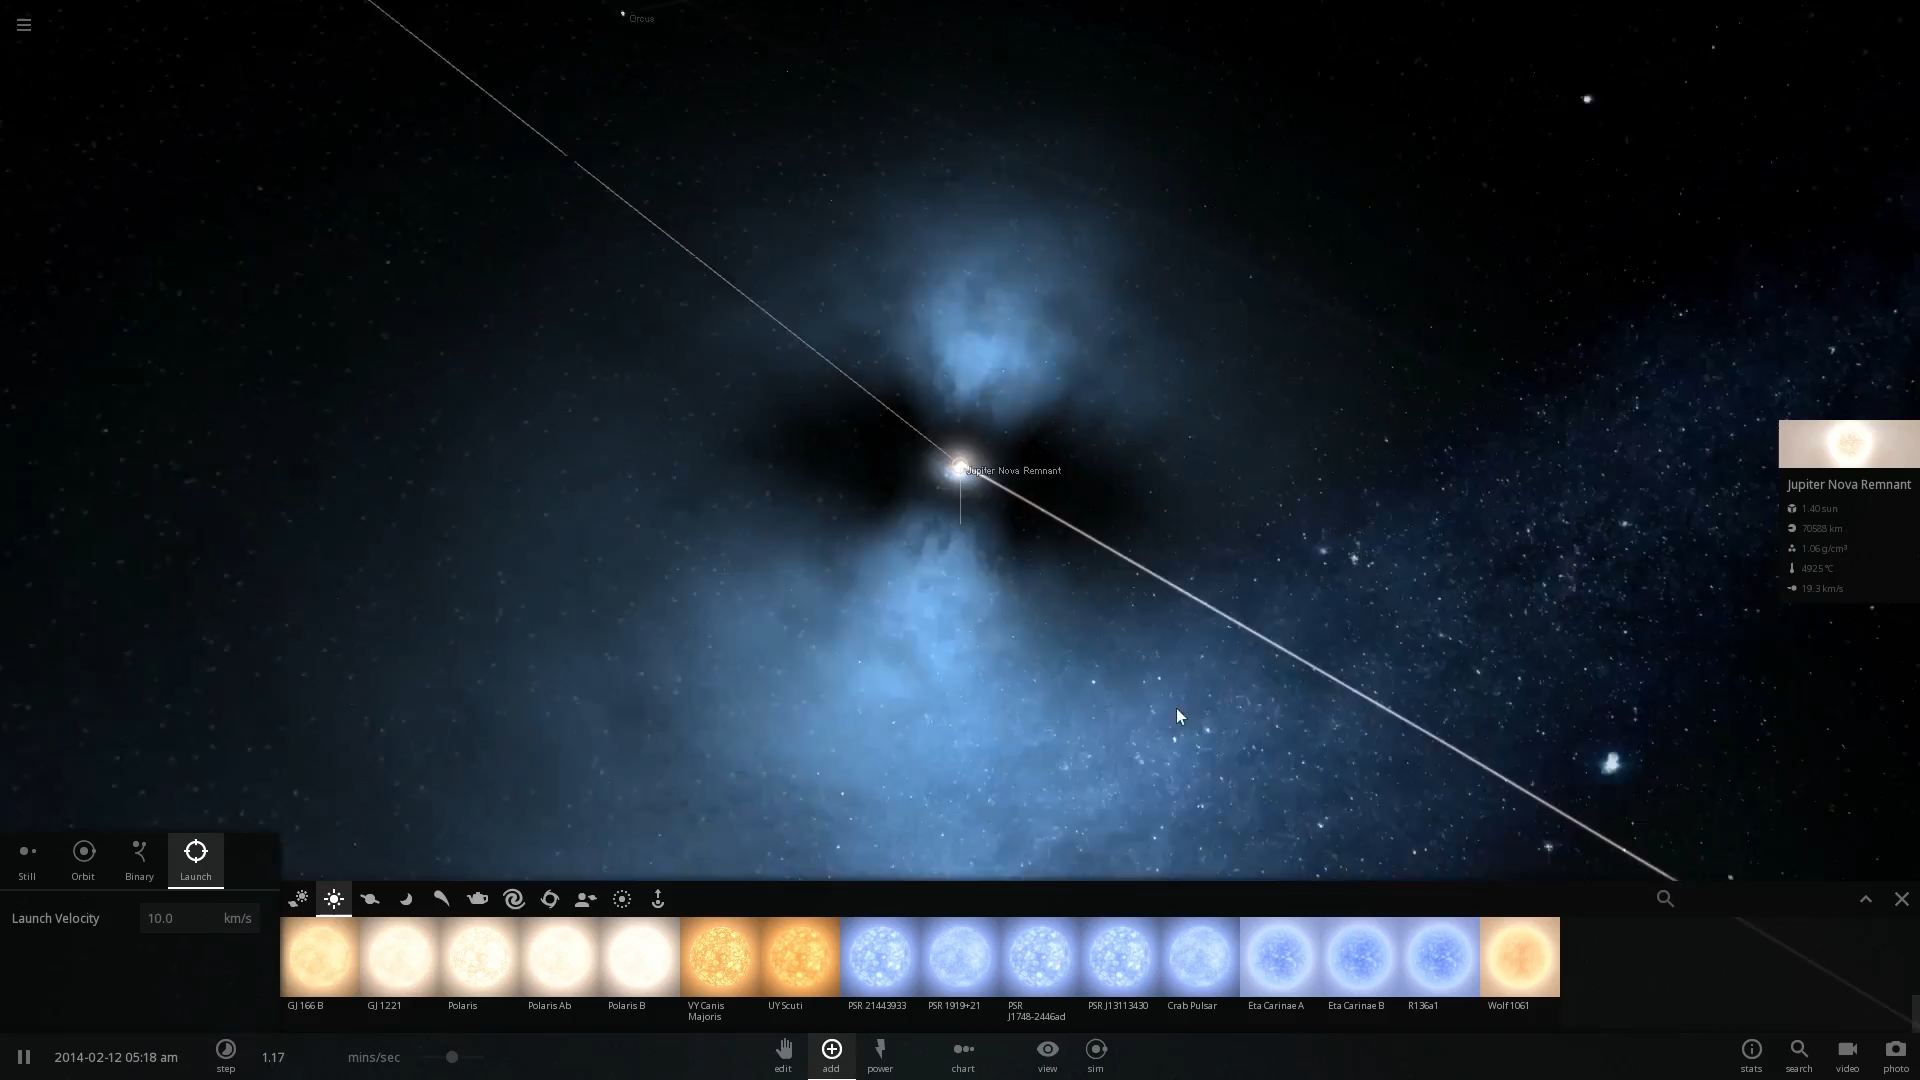 Orcus
Jupiter Nova Remnant
Jupiter Nova Remnant
1.40 sun
70588 km
1.06 g/cm³
4925 °C
19.3 km/s
Still
Orbit
Binary
Launch
Launch Velocity
10.0 km/s
GJ 166 B
GJ 1221
Polaris
Polaris Ab
Polaris B
VY Canis
Majoris
UY Scuti
PSR 21443933
PSR 1919+21
PSR
J1748-2446ad
PSR J13113430
Crab Pulsar
Eta Carinae A
Eta Carinae B
R136a1
Wolf 1061
2014-02-12 05:18 am
step
1.17
mins/sec
edit
add
power
chart
view
sim
stats
search
video
photo